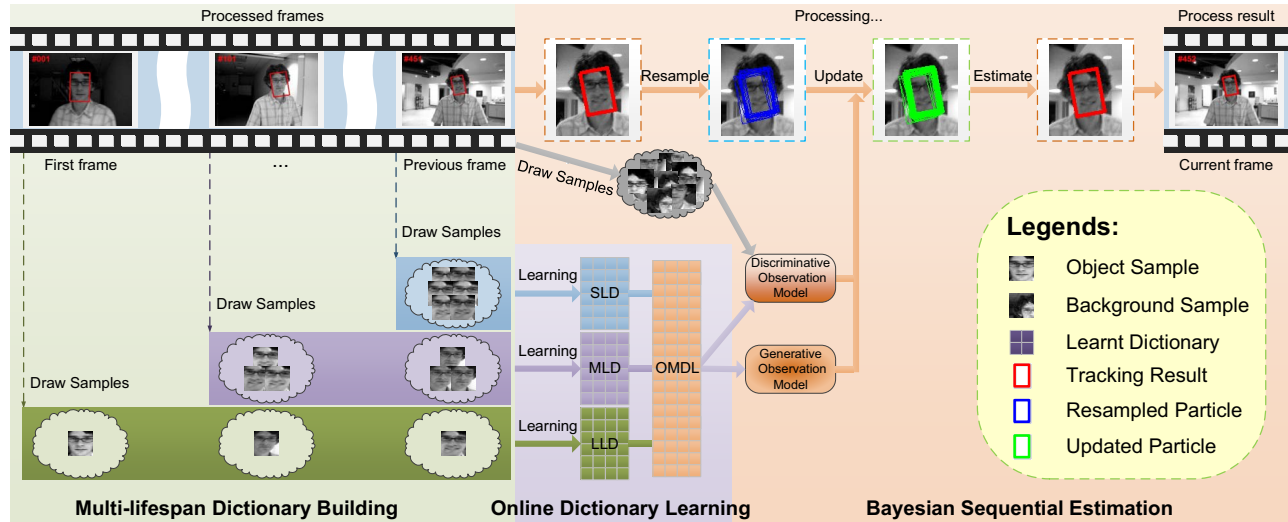 Processed frames
Processing...
Process result
#001
#161
#451
#452
Resample
Update
Estimate
First frame
...
Previous frame
Current frame
Draw Samples
Draw Samples
Draw Samples
Draw Samples
Learning
SLD
Learning
MLD
Learning
LLD
OMDL
Discriminative
Observation
Model
Generative
Observation
Model
Legends:
Object Sample
Background Sample
Learnt Dictionary
Tracking Result
Resampled Particle
Updated Particle
Multi-lifespan Dictionary Building
Online Dictionary Learning
Bayesian Sequential Estimation